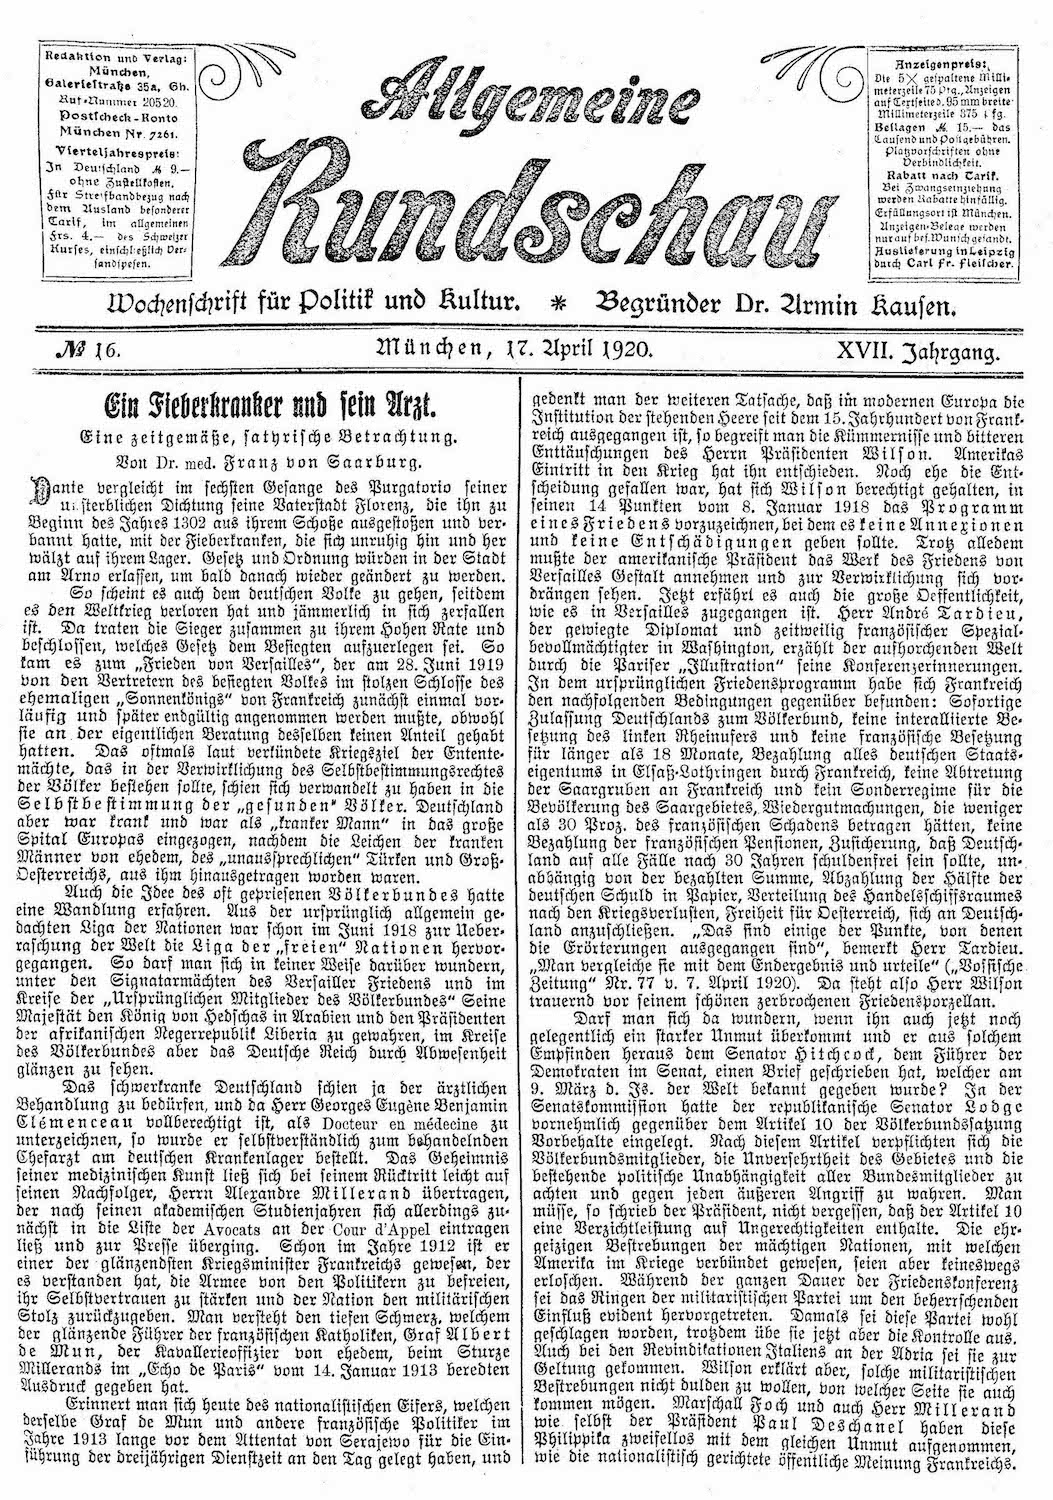 Redaktion und Verlag:
München,
Galeriestraße 35a, Gh.
Ruf-Nummer 20520.
Postscheck-Konto
München Nr. 7261.
Vierteljahrespreis:
In Deutschland M 9.—
ohne Zustellkosten.
Für Streifbandbezug nach
dem Ausland besonderer
Tarif, im allgemeinen
Frs. 4.— des Schweizer
Kurses, einschließlich Ver-
sandspesen.
Allgemeine
Rundschau
Anzeigenpreis:
Die 5 × gespaltene Milli-
meterzeile 75 Pfg., Anzeigen
auf Textseite d. 95 mm breite
Millimeterzeile 375 Pfg.
Beilagen M. 15.— das
Tausend und Postgebühren.
Platzvorschriften ohne
Verbindlichkeit.
Rabatt nach Tarif.
Bei Zwangseinziehung
werden Rabatte hinfällig.
Erfüllungsort ist München.
Anzeigen-Belege werden
nur auf bes. Wunsch gesandt.
Auslieferung in Leipzig
durch Carl Fr. Fleischer.
Wochenschrift für Politik und Kultur. * Begründer Dr. Armin Kausen.
№ 16. München, 17. April 1920. XVII. Jahrgang.
Ein Fieberkranker und sein Arzt.
Eine zeitgemäße, satyrische Betrachtung.
Von Dr. med. Franz von Saarburg.
Dante vergleicht im sechsten Gesange des Purgatorio seiner
unsterblichen Dichtung seine Vaterstadt Florenz, die ihn zu
Beginn des Jahres 1302 aus ihrem Schoße ausgestoßen und ver-
bannt hatte, mit der Fieberkranken, die sich unruhig hin und her
wälzt auf ihrem Lager. Gesetz und Ordnung würden in der Stadt
am Arno erlassen, um bald danach wieder geändert zu werden.
So scheint es auch dem deutschen Volke zu gehen, seitdem
es den Weltkrieg verloren hat und jämmerlich in sich zerfallen
ist. Da traten die Sieger zusammen zu ihrem Hohen Rate und
beschlossen, welches Gesetz dem Besiegten aufzuerlegen sei. So
kam es zum „Frieden von Versailles“, der am 28. Juni 1919
von den Vertretern des besiegten Volkes im stolzen Schlosse des
ehemaligen „Sonnenkönigs“ von Frankreich zunächst einmal vor-
läufig und später endgültig angenommen werden mußte, obwohl
sie an der eigentlichen Beratung desselben keinen Anteil gehabt
hatten. Das oftmals laut verkündete Kriegsziel der Entente-
mächte, das in der Verwirklichung des Selbstbestimmungsrechtes
der Völker bestehen sollte, schien sich verwandelt zu haben in die
Selbstbestimmung der „gesunden“ Völker. Deutschland
aber war krank und war als „kranker Mann“ in das große
Spital Europas eingezogen, nachdem die Leichen der kranken
Männer von ehedem, des „unaussprechlichen“ Türken und Groß-
Oesterreichs, aus ihm hinausgetragen worden waren.
Auch die Idee des oft gepriesenen Völkerbundes hatte
eine Wandlung erfahren. Aus der ursprünglich allgemein ge-
dachten Liga der Nationen war schon im Juni 1918 zur Ueber-
raschung der Welt die Liga der „freien“ Nationen hervor-
gegangen. So darf man sich in keiner Weise darüber wundern,
unter den Signatarmächten des Versailler Friedens und im
Kreise der „Ursprünglichen Mitglieder des Völkerbundes“ Seine
Majestät den König von Hedschas in Arabien und den Präsidenten
der afrikanischen Negerrepublik Liberia zu gewahren, im Kreise
des Völkerbundes aber das Deutsche Reich durch Abwesenheit
glänzen zu sehen.
Das schwerkranke Deutschland schien ja der ärztlichen
Behandlung zu bedürfen, und da Herr Georges Eugène Benjamin
Clémenceau vollberechtigt ist, als Docteur en médecine zu
unterzeichnen, so wurde er selbstverständlich zum behandelnden
Chefarzt am deutschen Krankenlager bestellt. Das Geheimnis
seiner medizinischen Kunst ließ sich bei seinem Rücktritt leicht auf
seinen Nachfolger, Herrn Alexandre Millerand übertragen,
der nach seinen akademischen Studienjahren sich allerdings zu-
nächst in die Liste der Avocats an der Cour d'Appel eintragen
ließ und zur Presse überging. Schon im Jahre 1912 ist er
einer der glänzendsten Kriegsminister Frankreichs gewesen, der
es verstanden hat, die Armee von den Politikern zu befreien,
ihr Selbstvertrauen zu stärken und der Nation den militärischen
Stolz zurückzugeben. Man versteht den tiefen Schmerz, welchem
der glänzende Führer der französischen Katholiken, Graf Albert
de Mun, der Kavallerieoffizier von ehedem, beim Sturze
Millerands im „Echo de Paris“ vom 14. Januar 1913 beredten
Ausdruck gegeben hat.
Erinnert man sich heute des nationalistischen Eifers, welchen
derselbe Graf de Mun und andere französische Politiker im
Jahre 1913 lange vor dem Attentat von Serajewo für die Ein-
führung der dreijährigen Dienstzeit an den Tag gelegt haben, und
gedenkt man der weiteren Tatsache, daß im modernen Europa die
Institution der stehenden Heere seit dem 15. Jahrhundert von Frank-
reich ausgegangen ist, so begreift man die Kümmernisse und bitteren
Enttäuschungen des Herrn Präsidenten Wilson. Amerikas
Eintritt in den Krieg hat ihn entschieden. Noch ehe die Ent-
scheidung gefallen war, hat sich Wilson berechtigt gehalten, in
seinen 14 Punkten vom 8. Januar 1918 das Programm
eines Friedens vorzuzeichnen, bei dem es keine Annexionen
und keine Entschädigungen geben sollte. Trotz alledem
mußte der amerikanische Präsident das Werk des Friedens von
Versailles Gestalt annehmen und zur Verwirklichung sich vor-
drängen sehen. Jetzt erfährt es auch die große Oeffentlichkeit,
wie es in Versailles zugegangen ist. Herr André Tardieu,
der gewiegte Diplomat und zeitweilig französischer Spezial-
bevollmächtigter in Washington, erzählt der aufhorchenden Welt
durch die Pariser „Illustration“ seine Konferenzerinnerungen.
In dem ursprünglichen Friedensprogramm habe sich Frankreich
den nachfolgenden Bedingungen gegenüber befunden: Sofortige
Zulassung Deutschlands zum Völkerbund, keine interalliierte Be-
setzung des linken Rheinufers und keine französische Besetzung
für länger als 18 Monate, Bezahlung alles deutschen Staats-
eigentums in Elsaß-Lothringen durch Frankreich, keine Abtretung
der Saargruben an Frankreich und kein Sonderregime für die
Bevölkerung des Saargebietes, Wiedergutmachungen, die weniger
als 30 Proz. des französischen Schadens betragen hätten, keine
Bezahlung der französischen Pensionen, Zusicherung, daß Deutsch-
land auf alle Fälle nach 30 Jahren schuldenfrei sein sollte, un-
abhängig von der bezahlten Summe, Abzahlung der Hälfte der
deutschen Schuld in Papier, Verteilung des Handelsschiffsraumes
nach den Kriegsverlusten, Freiheit für Oesterreich, sich an Deutsch-
land anzuschließen. „Das sind einige der Punkte, von denen
die Erörterungen ausgegangen sind“, bemerkt Herr Tardieu.
„Man vergleiche sie mit dem Endergebnis und urteile“ („Vossische
Zeitung“ Nr. 77 v. 7. April 1920). Da steht also Herr Wilson
trauernd vor seinem schönen zerbrochenen Friedensporzellan.
Darf man sich da wundern, wenn ihn auch jetzt noch
gelegentlich ein starker Unmut überkommt und er aus solchem
Empfinden heraus dem Senator Hitchcock, dem Führer der
Demokraten im Senat, einen Brief geschrieben hat, welcher am
9. März d. Js. der Welt bekannt gegeben wurde? In der
Senatskommission hatte der republikanische Senator Lodge
vornehmlich gegenüber dem Artikel 10 der Völkerbundssatzung
Vorbehalte eingelegt. Nach diesem Artikel verpflichten sich die
Völkerbundsmitglieder, die Unversehrtheit des Gebietes und die
bestehende politische Unabhängigkeit aller Bundesmitglieder zu
achten und gegen jeden äußeren Angriff zu wahren. Man
müsse, so schrieb der Präsident, nicht vergessen, daß der Artikel 10
eine Verzichtleistung auf Ungerechtigkeiten enthalte. Die ehr-
geizigen Bestrebungen der mächtigen Nationen, mit welchen
Amerika im Kriege verbündet gewesen, seien aber keineswegs
erloschen. Während der ganzen Dauer der Friedenskonferenz
sei das Ringen der militaristischen Partei um den beherrschenden
Einfluß evident hervorgetreten. Damals sei diese Partei wohl
geschlagen worden, trotzdem übe sie jetzt aber die Kontrolle aus.
Auch bei den Revindikationen Italiens an der Adria sei sie zur
Geltung gekommen. Wilson erklärt aber, solche militaristischen
Bestrebungen nicht dulden zu wollen, von welcher Seite sie auch
kommen mögen. Marschall Foch und auch Herr Millerand
wie selbst der Präsident Paul Deschanel haben diese
Philippika zweifellos mit dem gleichen Unmut aufgenommen,
wie die nationalistisch gerichtete öffentliche Meinung Frankreichs.